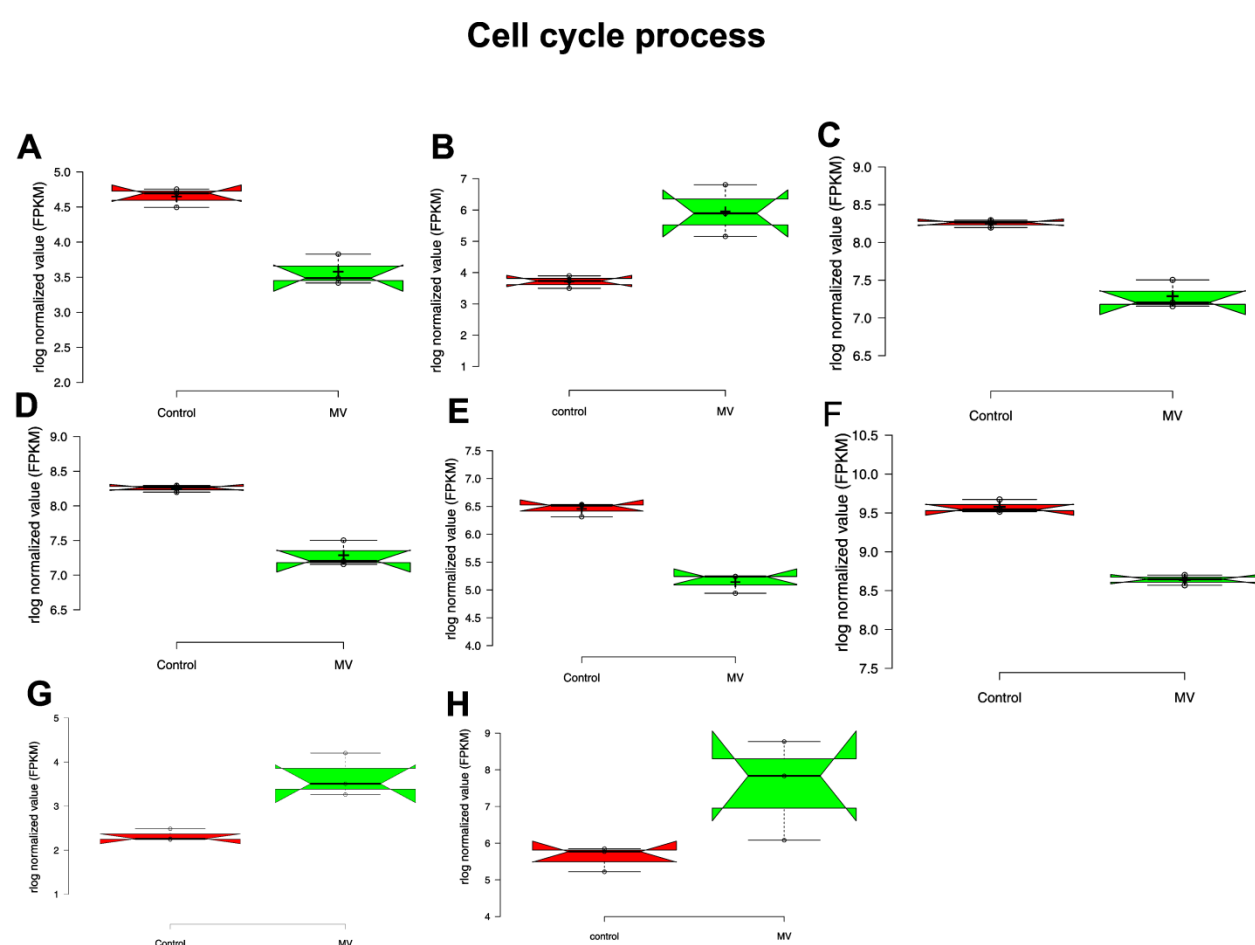 Cell cycle process
A
rlog normalized value (FPKM)
5.0
4.5
4.0
3.5
3.0
2.5
2.0
Control MV
B
rlog normalized value (FPKM)
7
6
5
4
3
2
1
control MV
C
rlog normalized value (FPKM)
9.0
8.5
8.0
7.5
7.0
6.5
Control MV
D
rlog normalized value (FPKM)
9.0
8.5
8.0
7.5
7.0
6.5
Control MV
E
rlog normalized value (FPKM)
7.5
7.0
6.5
6.0
5.5
5.0
4.5
4.0
Control MV
F
rlog normalized value (FPKM)
10.5
10.0
9.5
9.0
8.5
8.0
7.5
Control MV
G
rlog normalized value (FPKM)
5
4
3
2
1
Control MV
H
rlog normalized value (FPKM)
9
8
7
6
5
4
control MV